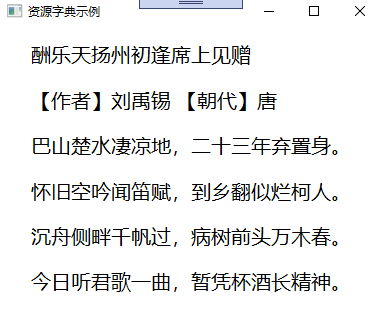 资源字典示例
酬乐天扬州初逢席上见赠
【作者】刘禹锡 【朝代】唐
巴山楚水凄凉地，二十三年弃置身。
怀旧空吟闻笛赋，到乡翻似烂柯人。
沉舟侧畔千帆过，病树前头万木春。
今日听君歌一曲，暂凭杯酒长精神。